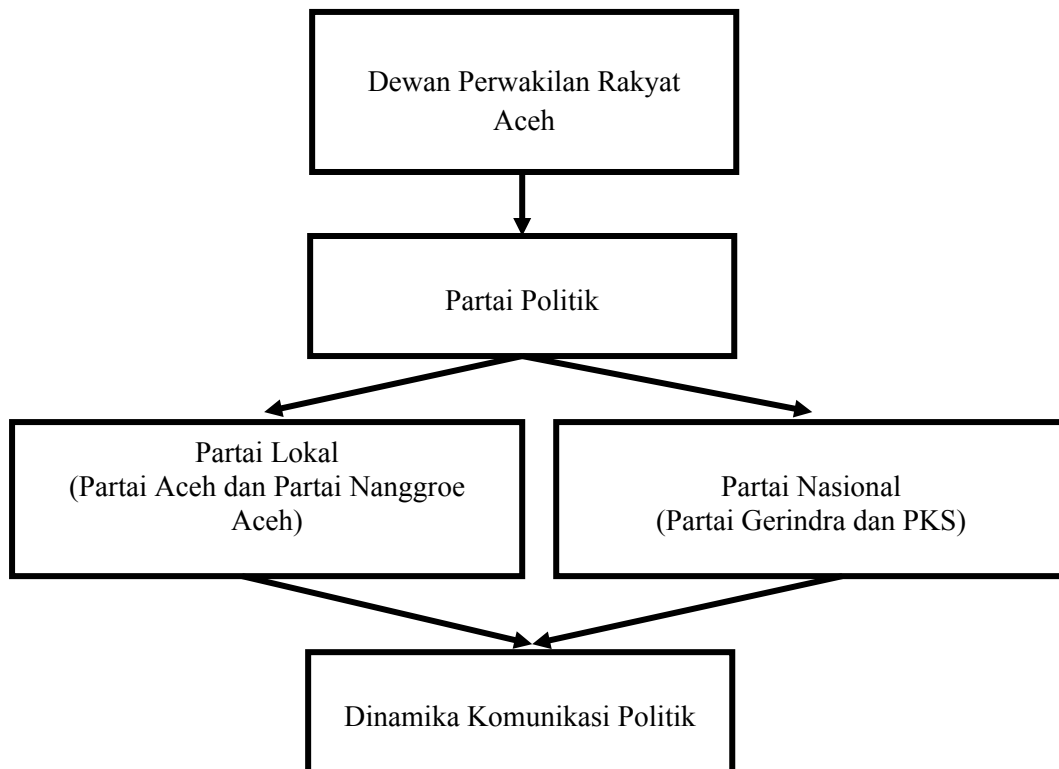 Dewan Perwakilan Rakyat
Aceh
Partai Politik
Partai Lokal
(Partai Aceh dan Partai Nanggroe
Aceh)
Partai Nasional
(Partai Gerindra dan PKS)
Dinamika Komunikasi Politik